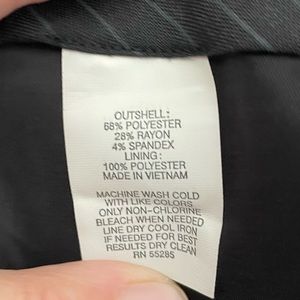 OUTSHELL:
68% POLYESTER
28% RAYON
4% SPANDEX
LINING:
100% POLYESTER
MADE IN VIETNAM
MACHINE WASH COLD
WITH LIKE COLORS
ONLY NON-CHLORINE
BLEACH WHEN NEEDED
LINE DRY COOL IRON
IF NEEDED FOR BEST
RESULTS DRY CLEAN
RN 55285